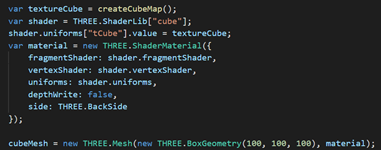 var textureCube = createCubeMap();
var shader = THREE.ShaderLib["cube"];
shader.uniforms["tCube"].value = textureCube;
var material = new THREE.ShaderMaterial({
    fragmentShader: shader.fragmentShader,
    vertexShader: shader.vertexShader,
    uniforms: shader.uniforms,
    depthWrite: false,
    side: THREE.BackSide
});
cubeMesh = new THREE.Mesh(new THREE.BoxGeometry(100, 100, 100), material);